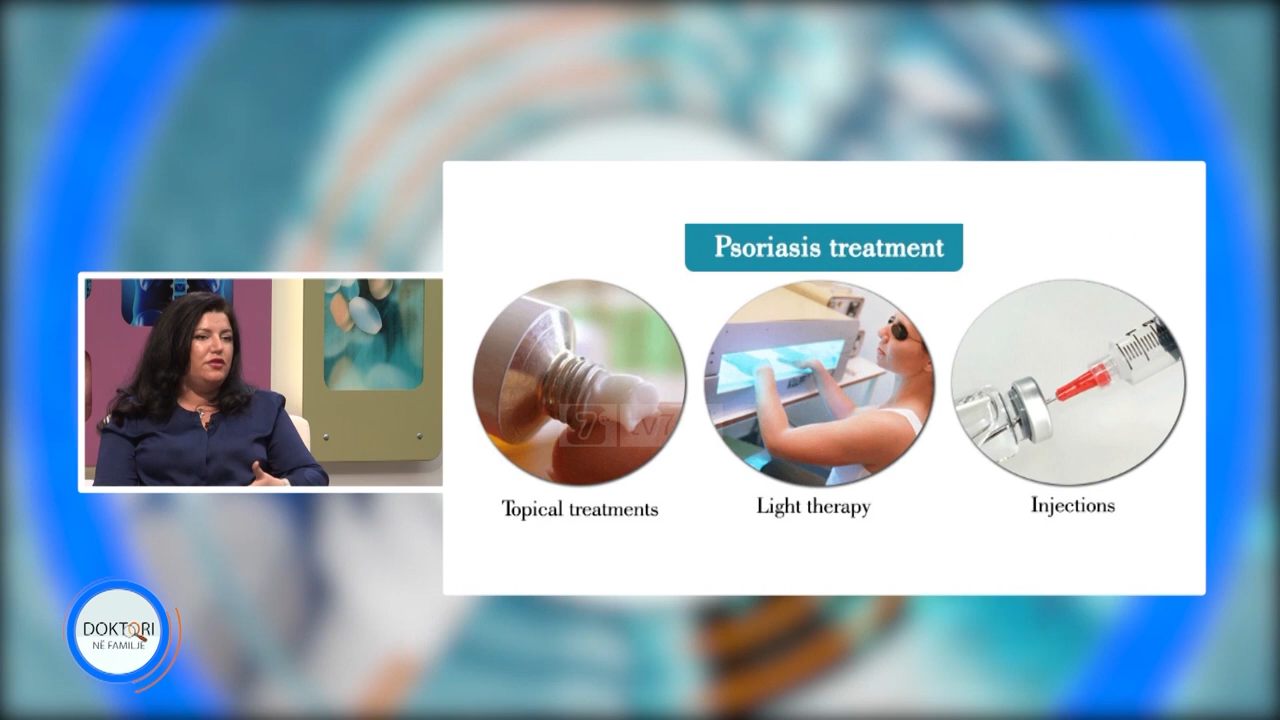 Psoriasis treatment
Topical treatments
Light therapy
Injections
DOKTORI
NË FAMILJE